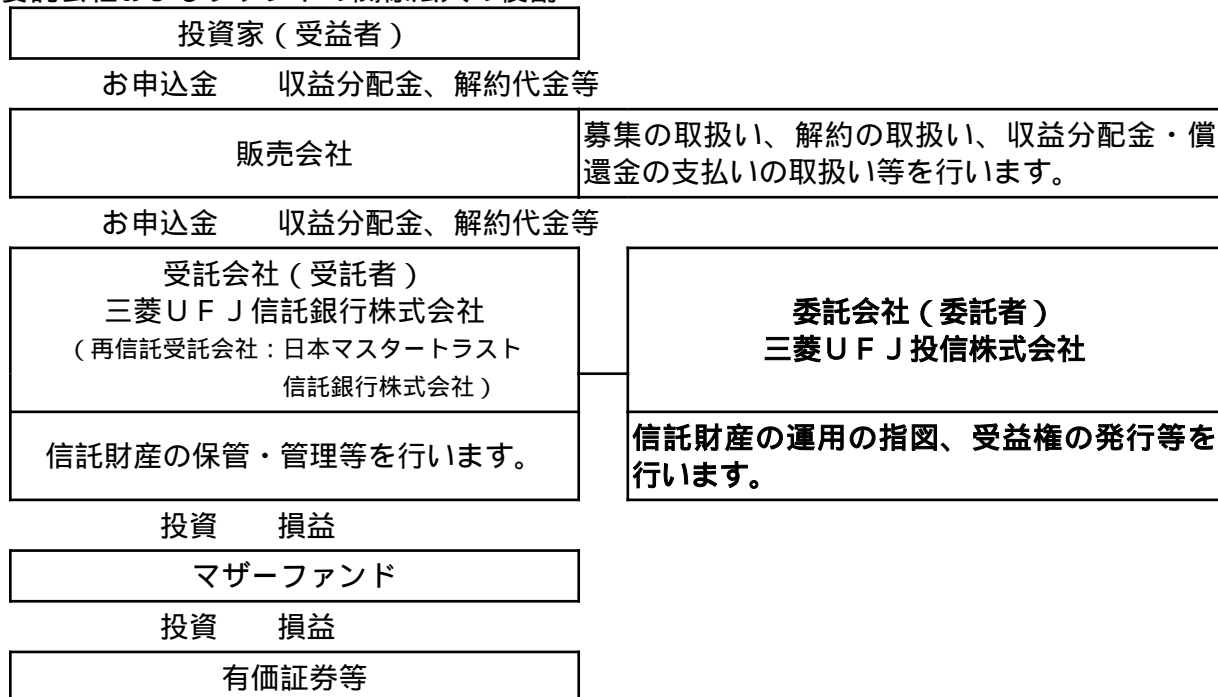 投資家（受益者）
お申込金　　収益分配金、解約代金等
販売会社
募集の取扱い、解約の取扱い、収益分配金・償
還金の支払いの取扱い等を行います。
お申込金　　収益分配金、解約代金等
受託会社（受託者）
三菱ＵＦＪ信託銀行株式会社
（再信託受託会社：日本マスタートラスト
信託銀行株式会社）
委託会社（委託者）
三菱ＵＦＪ投信株式会社
信託財産の保管・管理等を行います。
信託財産の運用の指図、受益権の発行等を
行います。
投資　　損益
マザーファンド
投資　　損益
有価証券等